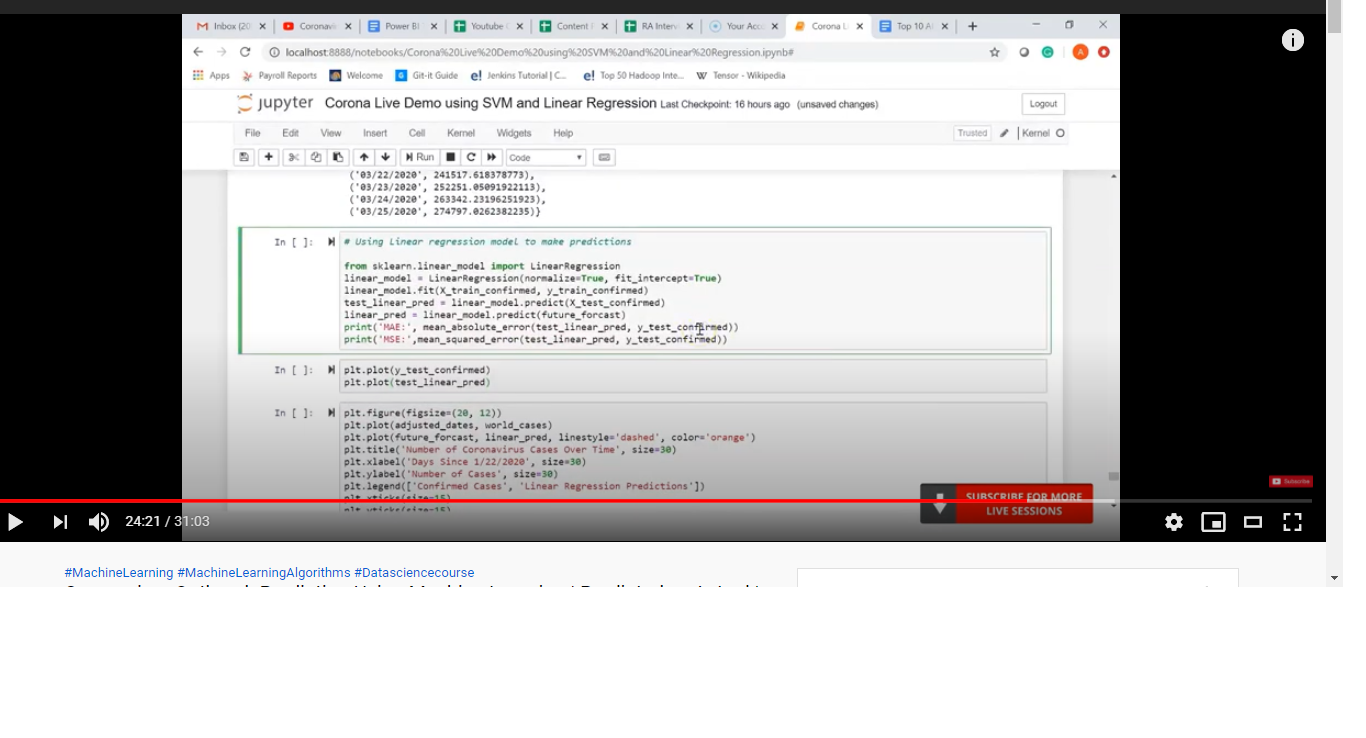 Inbox (20 Coronavi Power BI Youtube C Content RA Interv Your Acc Corona L Top 10 A
localhost:8888/notebooks/Corona%20Live%20Demo%20using%20SVM%20and%20Linear%20Regression.ipynb#
Apps Payroll Reports Welcome Git-it Guide Jenkins Tutorial | C... Top 50 Hadoop Inte... Tensor - Wikipedia
jupyter Corona Live Demo using SVM and Linear Regression Last Checkpoint: 16 hours ago (unsaved changes) Logout
File Edit View Insert Cell Kernel Widgets Help Trusted Kernel
Run Code
('03/22/2020', 241517.618378773),
('03/23/2020', 252251.05091922113),
('03/24/2020', 263342.23196251923),
('03/25/2020', 274797.0262382235)}
In [ ]: # Using Linear regression model to make predictions
from sklearn.linear_model import LinearRegression
linear_model = LinearRegression(normalize=True, fit_intercept=True)
linear_model.fit(X_train_confirmed, y_train_confirmed)
test_linear_pred = linear_model.predict(X_test_confirmed)
linear_pred = linear_model.predict(future_forcast)
print('MAE:', mean_absolute_error(test_linear_pred, y_test_confirmed))
print('MSE:',mean_squared_error(test_linear_pred, y_test_confirmed))
In [ ]: plt.plot(y_test_confirmed)
plt.plot(test_linear_pred)
In [ ]: plt.figure(figsize=(20, 12))
plt.plot(adjusted_dates, world_cases)
plt.plot(future_forcast, linear_pred, linestyle='dashed', color='orange')
plt.title('Number of Coronavirus Cases Over Time', size=30)
plt.xlabel('Days Since 1/22/2020', size=30)
plt.ylabel('Number of Cases', size=30)
plt.legend(['Confirmed Cases', 'Linear Regression Predictions'])
plt.xticks(size=15)
plt.yticks(size=15)
Subscribe
SUBSCRIBE FOR MORE
LIVE SESSIONS
24:21 / 31:03
#MachineLearning #MachineLearningAlgorithms #Datasciencecourse